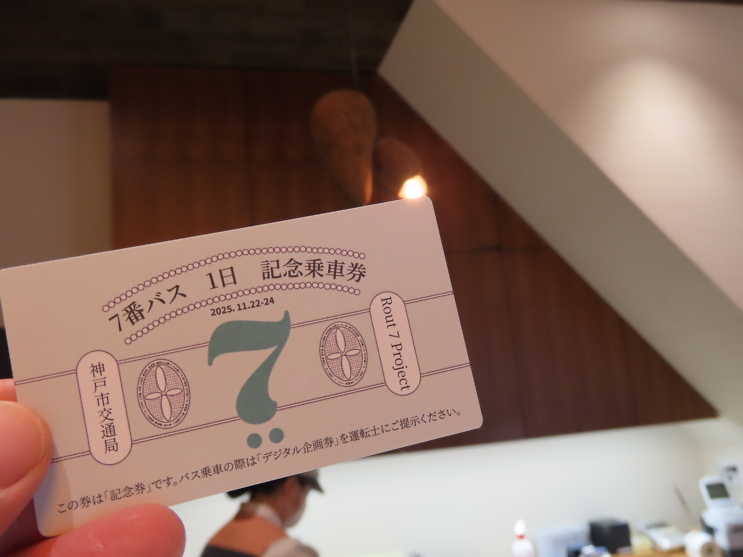 7番バス 1日 記念乗車券
2025.11.22-24
神戸市交通局
7
Rout 7 Project
この券は「記念券」です。バス乗車の際は「デジタル企画券」を運転士にご提示ください。